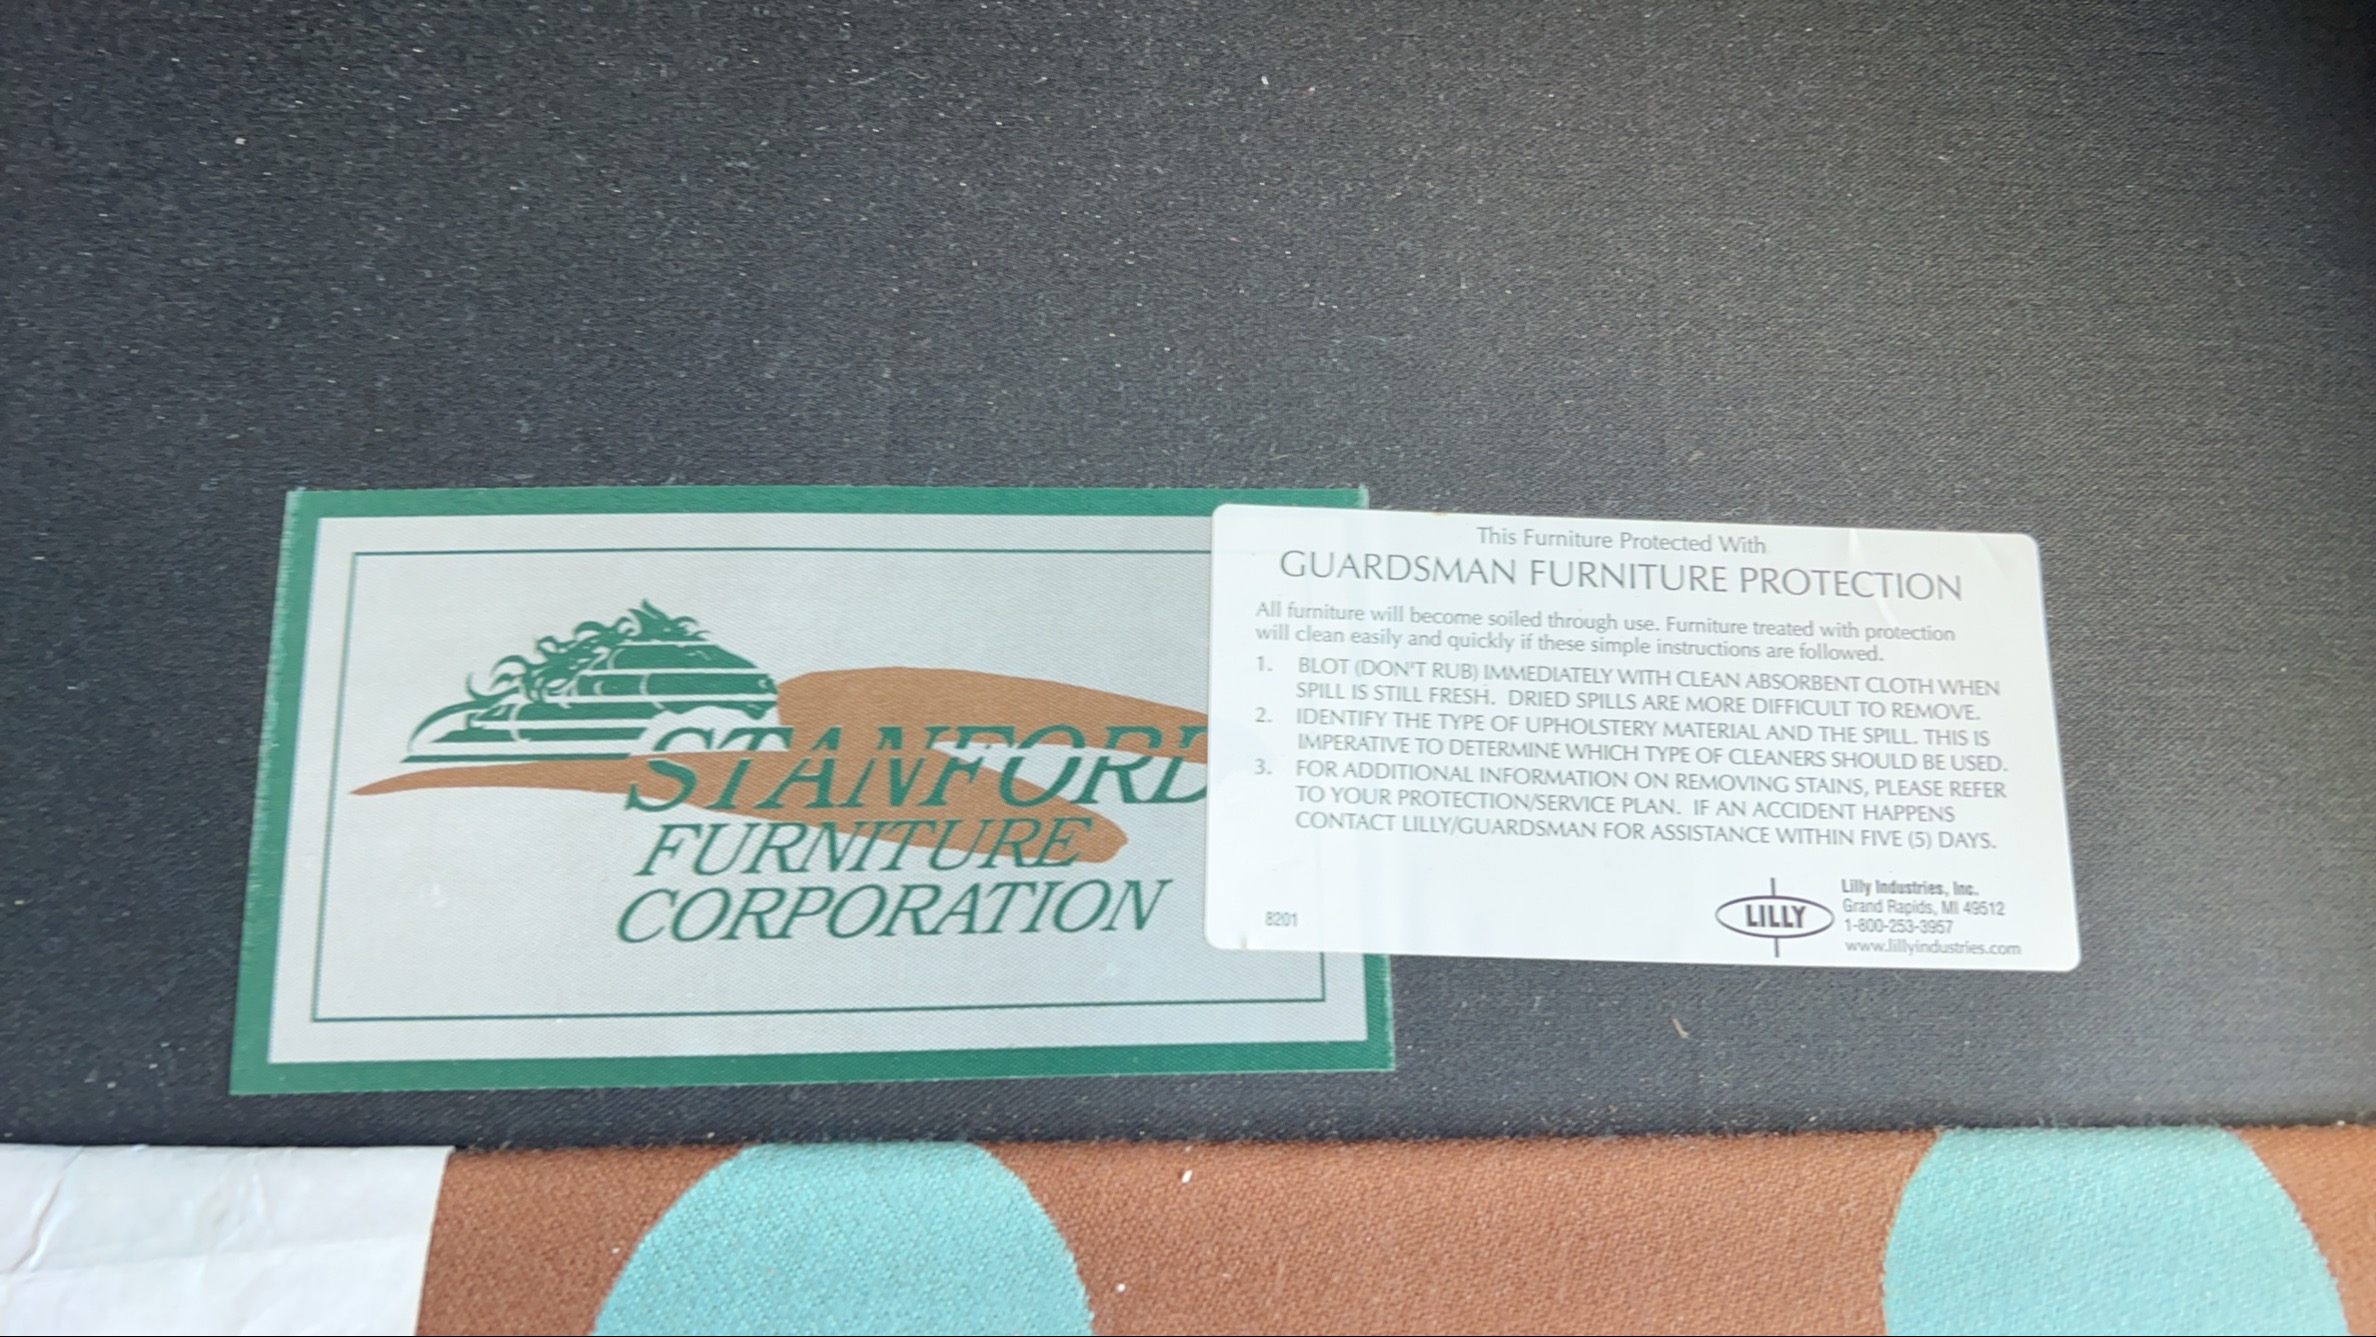 STANFORD
FURNITURE
CORPORATION
This Furniture Protected With
GUARDSMAN FURNITURE PROTECTION
All furniture will become soiled through use. Furniture treated with protection
will clean easily and quickly if these simple instructions are followed.
1. BLOT (DON'T RUB) IMMEDIATELY WITH CLEAN ABSORBENT CLOTH WHEN
SPILL IS STILL FRESH. DRIED SPILLS ARE MORE DIFFICULT TO REMOVE.
2. IDENTIFY THE TYPE OF UPHOLSTERY MATERIAL AND THE SPILL. THIS IS
IMPERATIVE TO DETERMINE WHICH TYPE OF CLEANERS SHOULD BE USED.
3. FOR ADDITIONAL INFORMATION ON REMOVING STAINS, PLEASE REFER
TO YOUR PROTECTION/SERVICE PLAN. IF AN ACCIDENT HAPPENS
CONTACT LILLY/GUARDSMAN FOR ASSISTANCE WITHIN FIVE (5) DAYS.
8201
LILLY
Lilly Industries, Inc.
Grand Rapids, MI 49512
1-800-253-3957
www.lillyindustries.com